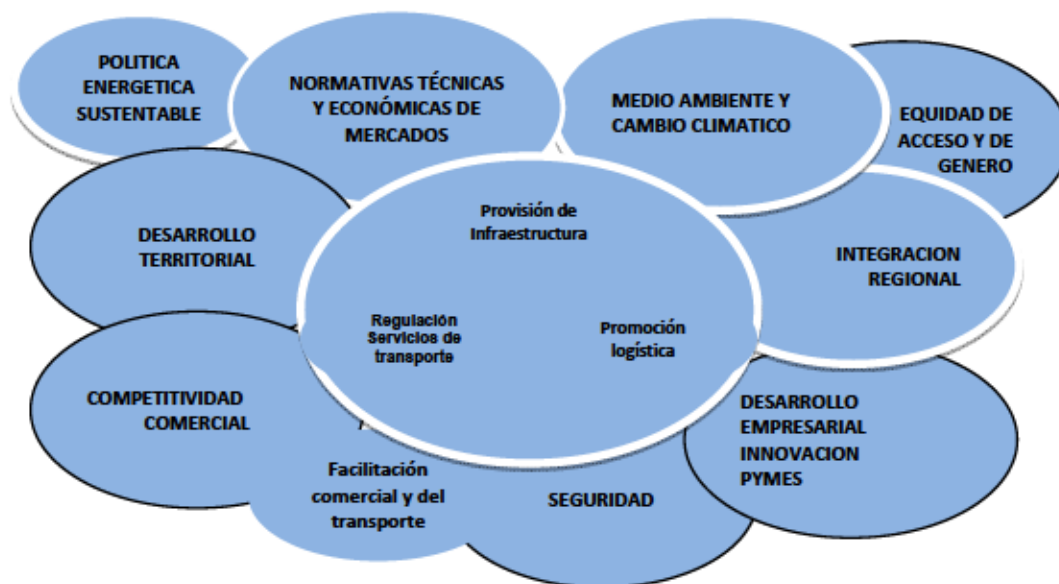 POLITICA
ENERGETICA
SUSTENTABLE
NORMATIVAS TÉCNICAS
Y ECONÓMICAS DE
MERCADOS
MEDIO AMBIENTE Y
CAMBIO CLIMATICO
EQUIDAD DE
ACCESO Y DE
GENERO
DESARROLLO
TERRITORIAL
Provisión de
Infraestructura
INTEGRACION
REGIONAL
Regulación
Servicios de
transporte
Promoción
logística
COMPETITIVIDAD
COMERCIAL
DESARROLLO
EMPRESARIAL
INNOVACION
PYMES
Facilitación
comercial y del
transporte
SEGURIDAD